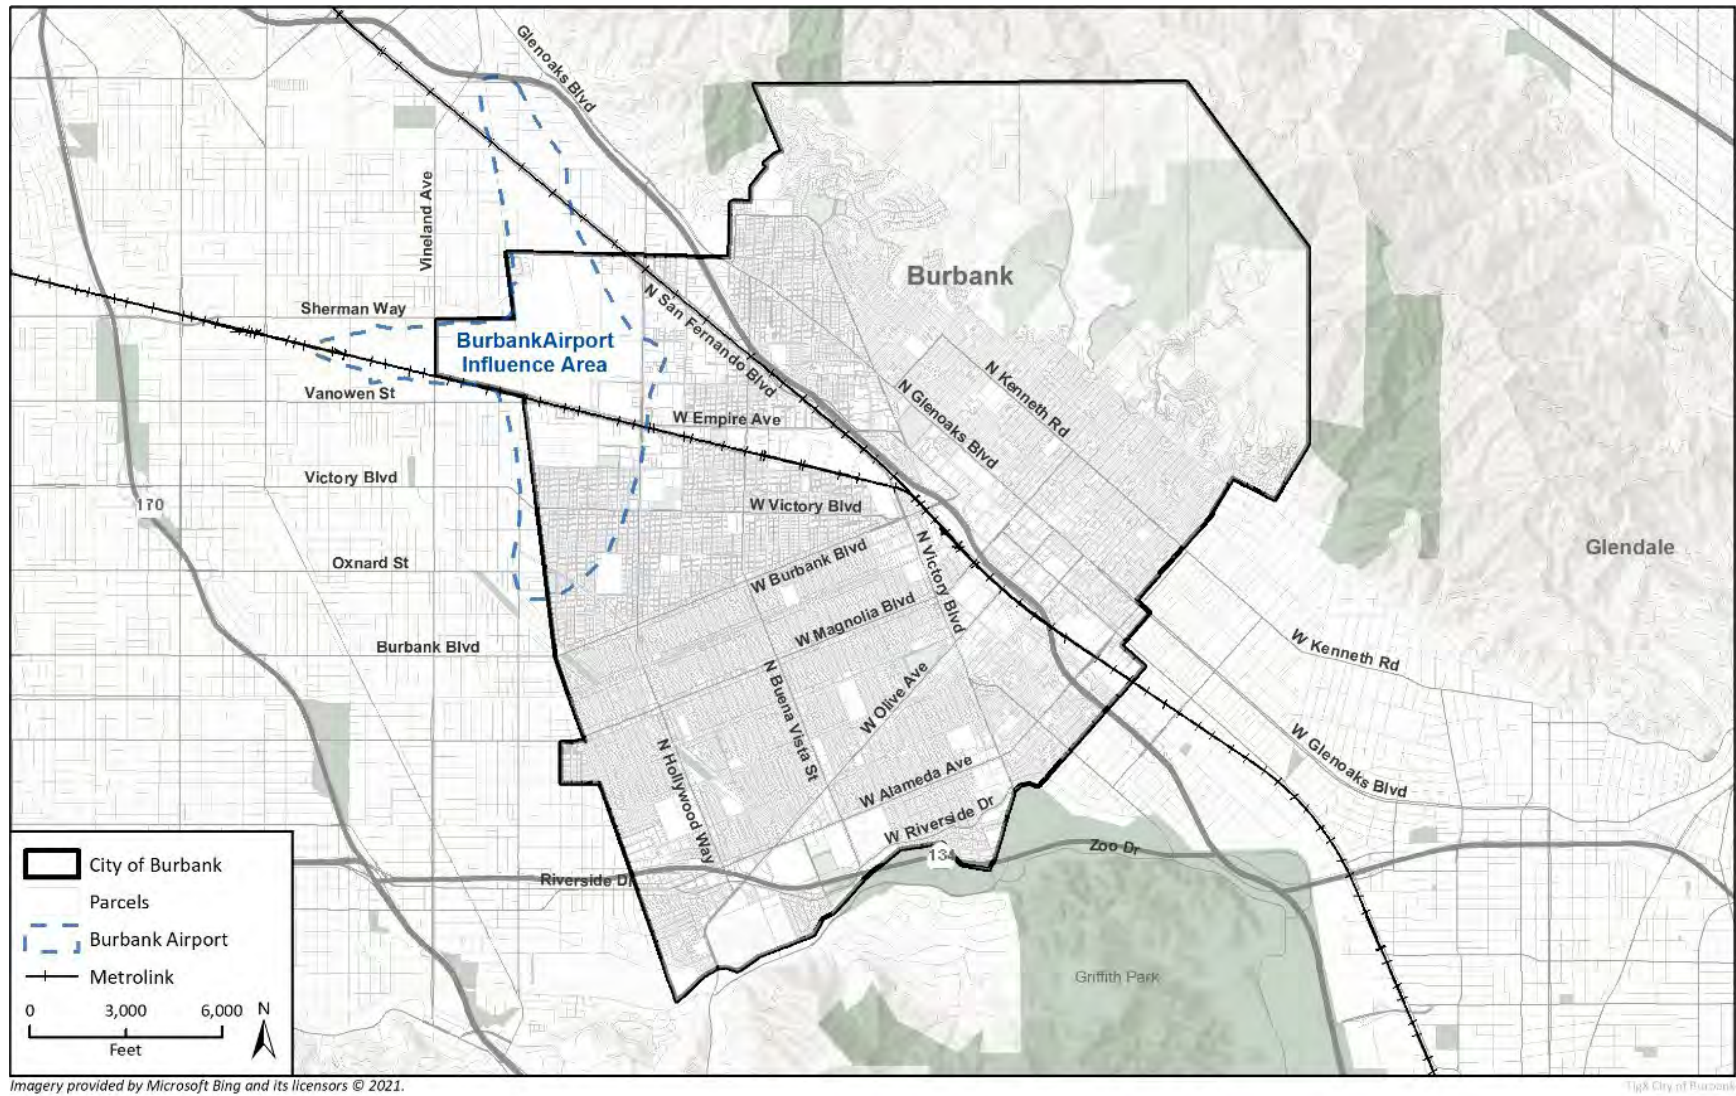 Glenoaks Blvd
Vineland Ave
Burbank
Sherman Way
N San Fernando Blvd
BurbankAirport
Influence Area
Vanowen St
W Empire Ave
N Kenneth Rd
N Glenoaks Blvd
Victory Blvd
170
W Victory Blvd
Oxnard St
W Burbank Blvd
N Victory Blvd
Glendale
W Magnolia Blvd
Burbank Blvd
W Kenneth Rd
N Buena Vista St
W Olive Ave
N Hollywood Way
W Glenoaks Blvd
W Alameda Ave
W Riverside Dr
134
Zoo Dr
Riverside Dr
Griffith Park
City of Burbank
Parcels
Burbank Airport
Metrolink
0 3,000 6,000
Feet
N
Imagery provided by Microsoft Bing and its licensors © 2021.
City of Burbank